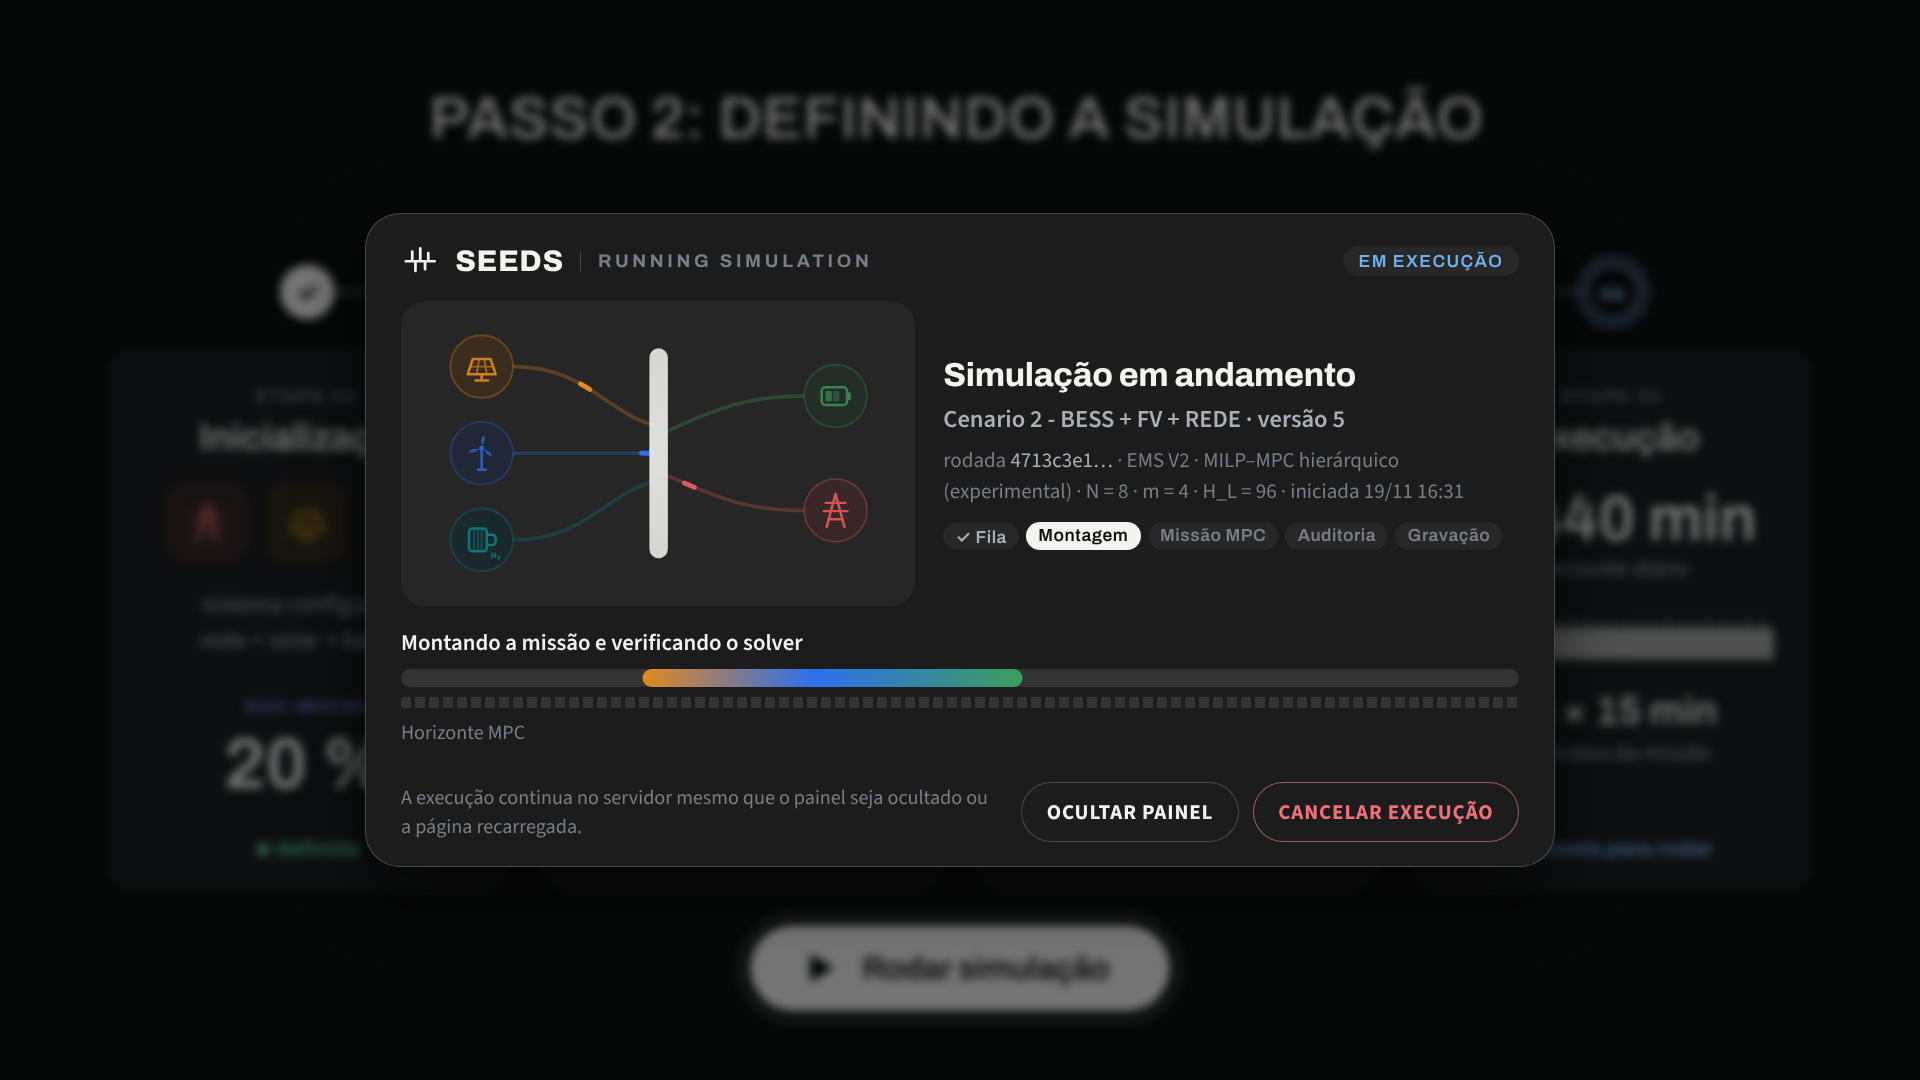 PASSO 2: DEFININDO A SIMULAÇÃO
SEEDS
RUNNING SIMULATION
EM EXECUÇÃO
H₂
Simulação em andamento
Cenario 2 - BESS + FV + REDE · versão 5
rodada 4713c3e1… · EMS V2 · MILP–MPC hierárquico
(experimental) · N = 8 · m = 4 · H_L = 96 · iniciada 19/11 16:31
Fila
Montagem
Missão MPC
Auditoria
Gravação
Montando a missão e verificando o solver
Horizonte MPC
A execução continua no servidor mesmo que o painel seja ocultado ou
a página recarregada.
OCULTAR PAINEL
CANCELAR EXECUÇÃO
20 %
× 15 min
definida
Rodar simulação